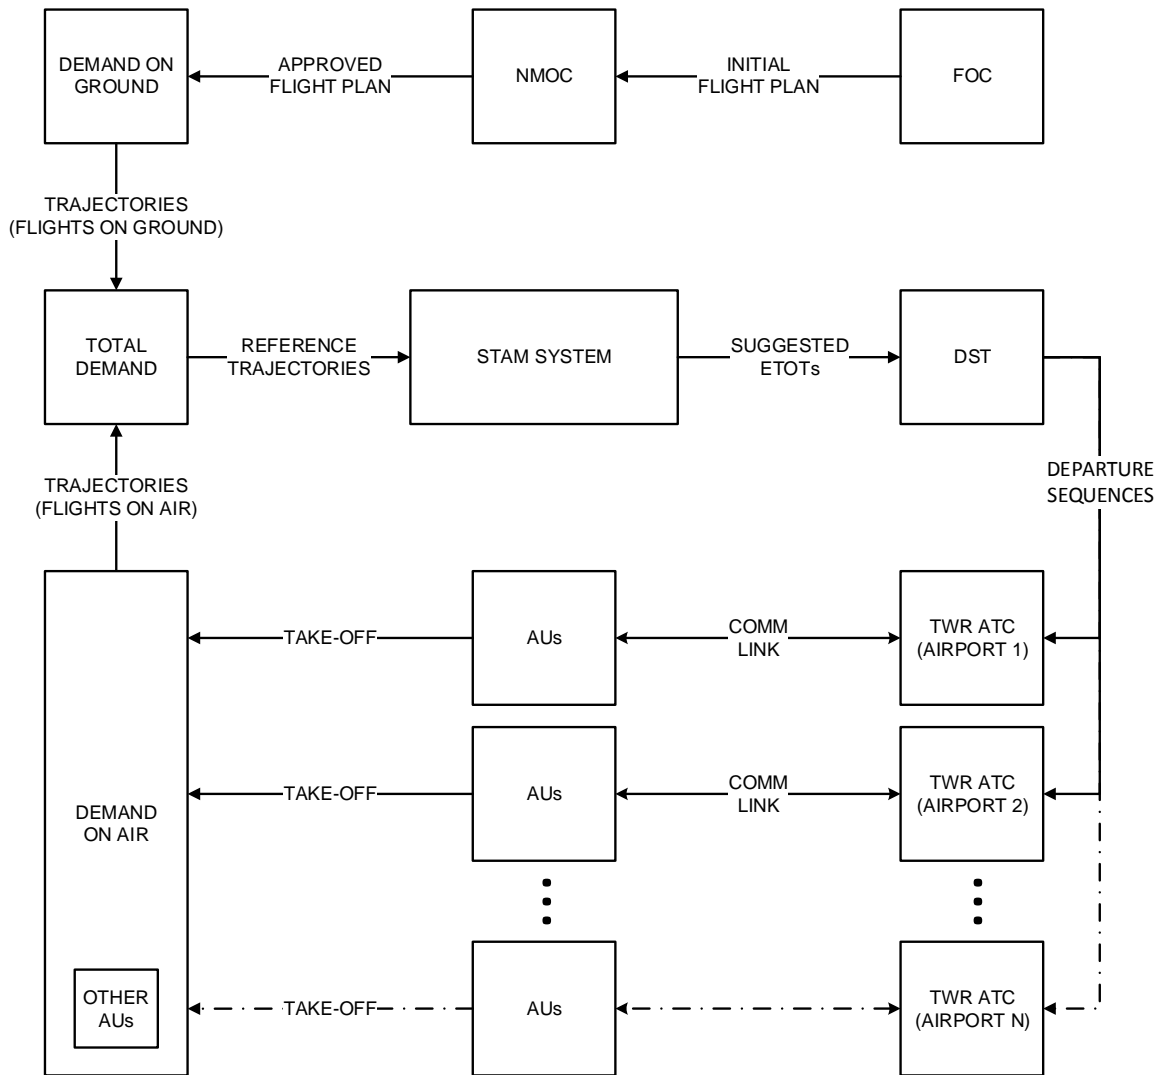 DEMAND ON
GROUND
APPROVED
FLIGHT PLAN
NMOC
INITIAL
FLIGHT PLAN
FOC
TRAJECTORIES
(FLIGHTS ON GROUND)
TOTAL
DEMAND
REFERENCE
TRAJECTORIES
STAM SYSTEM
SUGGESTED
ETOTs
DST
TRAJECTORIES
(FLIGHTS ON AIR)
DEPARTURE
SEQUENCES
TAKE-OFF
AUs
COMM
LINK
TWR ATC
(AIRPORT 1)
DEMAND
ON AIR
TAKE-OFF
AUs
COMM
LINK
TWR ATC
(AIRPORT 2)
OTHER
AUs
TAKE-OFF
AUs
TWR ATC
(AIRPORT N)